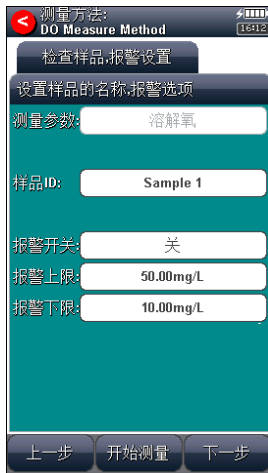 测量方法:
DO Measure Method
16:12
检查样品,报警设置
设置样品的名称,报警选项
测量参数: 溶解氧
样品ID: Sample 1
报警开关: 关
报警上限: 50.00mg/L
报警下限: 10.00mg/L
上一步 开始测量 下一步